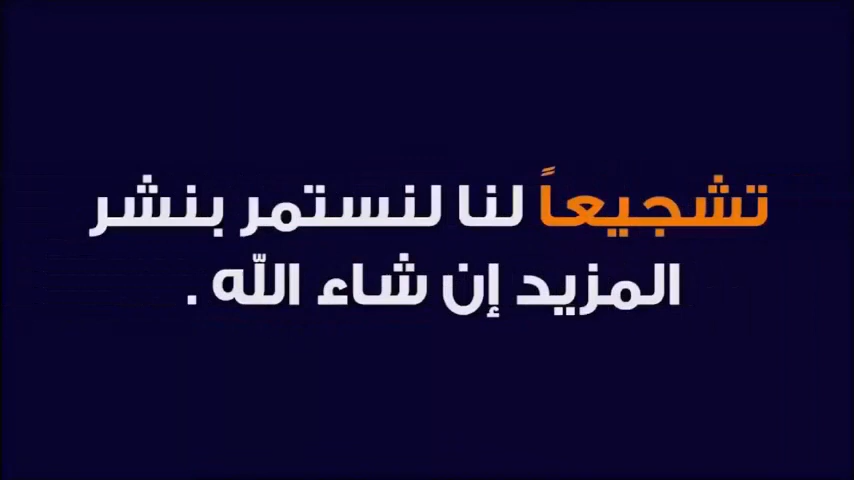 تشجيعاً لنا لنستمر بنشر
المزيد إن شاء الله .